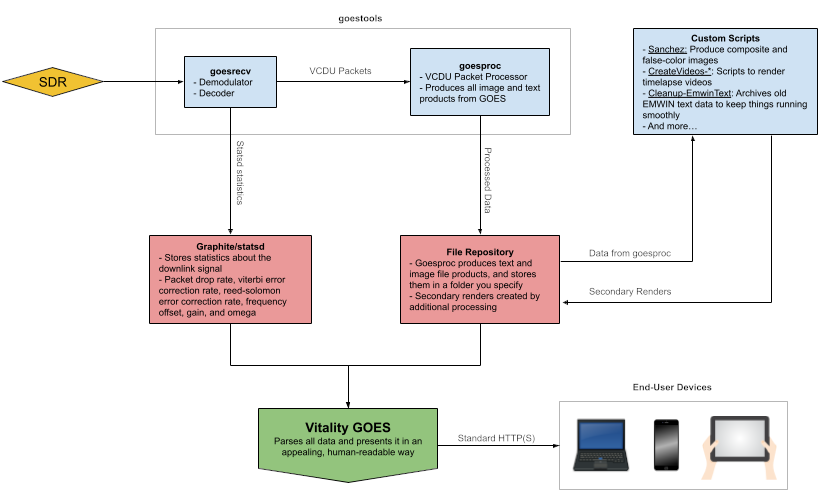 goestools
SDR
goesrecv
- Demodulator
- Decoder
VCDU Packets
goesproc
- VCDU Packet Processor
- Produces all image and text
products from GOES
Custom Scripts
- Sanchez: Produce composite and
false-color images
- CreateVideos-*: Scripts to render
timelapse videos
- Cleanup-EmwinText: Archives old
EMWIN text data to keep things running
smoothly
- And more…
Statsd statistics
Processed Data
Graphite/statsd
- Stores statistics about the
downlink signal
- Packet drop rate, viterbi error
correction rate, reed-solomon
error correction rate, frequency
offset, gain, and omega
File Repository
- Goesproc produces text and
image file products, and stores
them in a folder you specify
- Secondary renders created by
additional processing
Data from goesproc
Secondary Renders
Vitality GOES
Parses all data and presents it in an
appealing, human-readable way
Standard HTTP(S)
End-User Devices